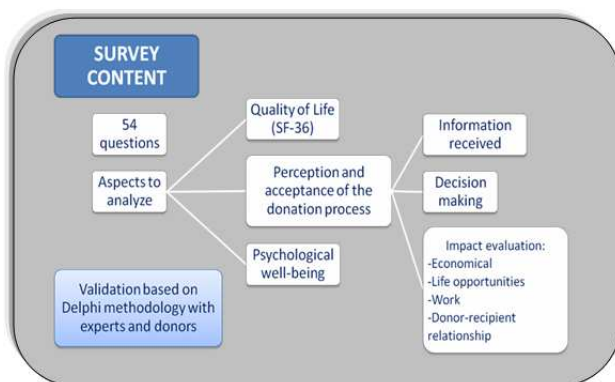 SURVEY
CONTENT
54
questions
Aspects to
analyze
Quality of Life
(SF-36)
Perception and
acceptance of the
donation process
Psychological
well-being
Information
received
Decision
making
Impact evaluation:
-Economical
-Life opportunities
-Work
-Donor-recipient
relationship
Validation based on
Delphi methodology with
experts and donors